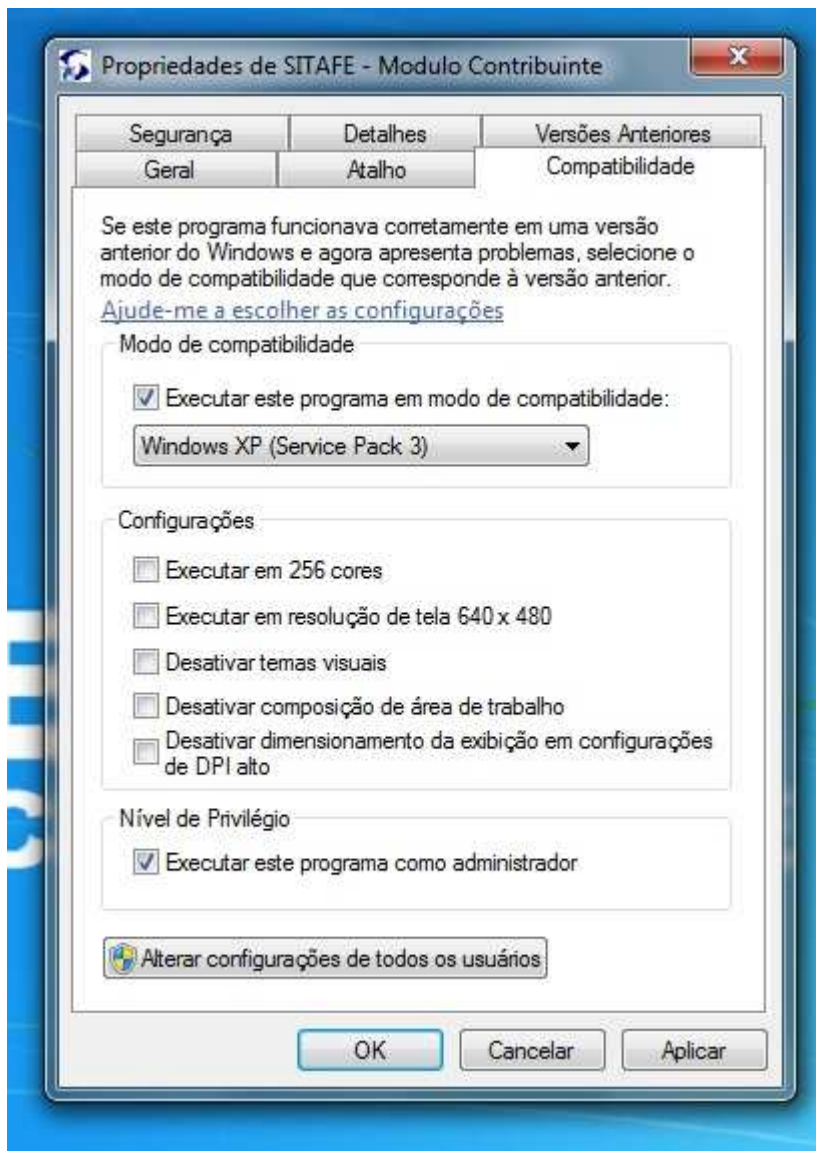 Propriedades de SITAFE - Modulo Contribuinte
Segurança Detalhes Versões Anteriores
Geral Atalho Compatibilidade
Se este programa funcionava corretamente em uma versão
anterior do Windows e agora apresenta problemas, selecione o
modo de compatibilidade que corresponde à versão anterior.
Ajude-me a escolher as configurações
Modo de compatibilidade
Executar este programa em modo de compatibilidade:
Windows XP (Service Pack 3)
Configurações
Executar em 256 cores
Executar em resolução de tela 640 x 480
Desativar temas visuais
Desativar composição de área de trabalho
Desativar dimensionamento da exibição em configurações
de DPI alto
Nível de Privilégio
Executar este programa como administrador
Alterar configurações de todos os usuários
OK Cancelar Aplicar